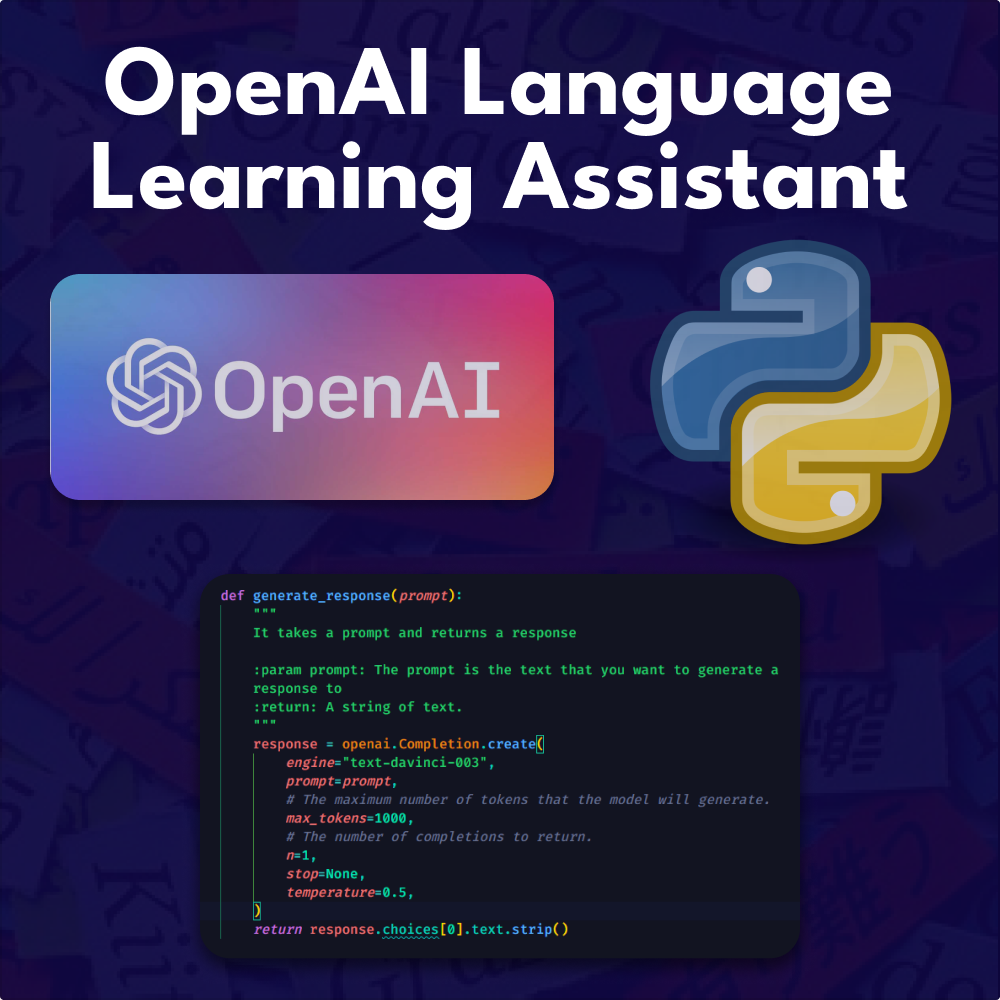 OpenAI Language
Learning Assistant
OpenAI
def generate_response(prompt):
"""
It takes a prompt and returns a response
:param prompt: The prompt is the text that you want to generate a
response to
:return: A string of text.
"""
response = openai.Completion.create(
engine="text-davinci-003",
prompt=prompt,
# The maximum number of tokens that the model will generate.
max_tokens=1000,
# The number of completions to return.
n=1,
stop=None,
temperature=0.5,
)
return response.choices[0].text.strip()